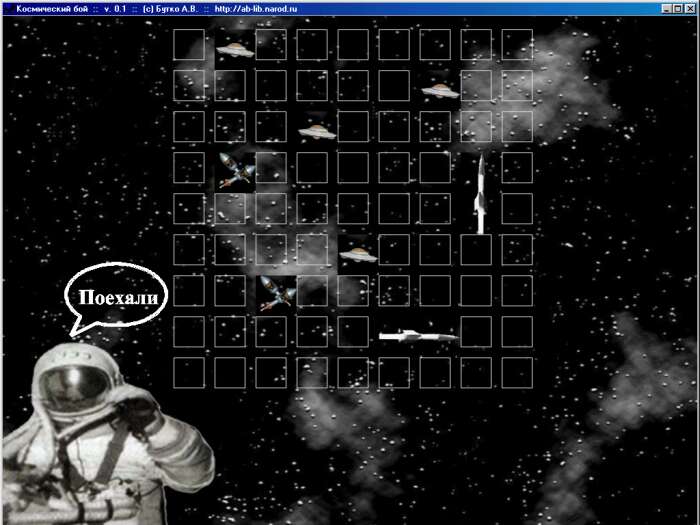 Космический бой :: v. 0.1 :: (c) Бутко А.В. :: http://ab-lib.narod.ru
Поехали